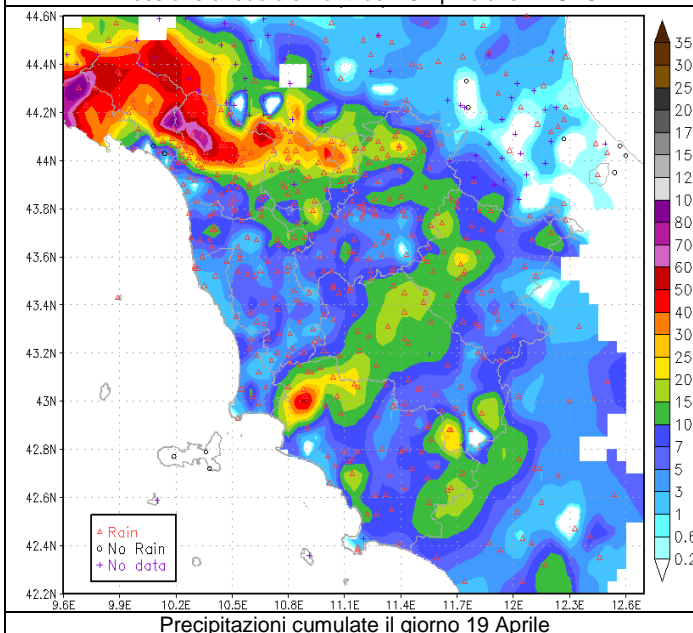 44.6N
44.4N
44.2N
44N
43.8N
43.6N
43.4N
43.2N
43N
42.8N
42.6N
42.4N
42.2N
9.6E 9.9E 10.2E 10.5E 10.8E 11.1E 11.4E 11.7E 12E 12.3E 12.6E
Rain
No Rain
No data
35
30
25
20
17
15
12
10
80
70
60
50
40
30
25
20
15
10
7
5
3
1
0.6
0.2
Precipitazioni cumulate il giorno 19 Aprile